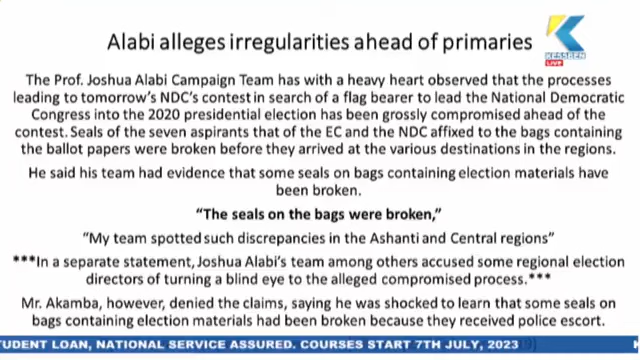 Alabi alleges irregularities ahead of primaries
KESSBEN
LIVE
The Prof. Joshua Alabi Campaign Team has with a heavy heart observed that the processes
leading to tomorrow's NDC's contest in search of a flag bearer to lead the National Democratic
Congress into the 2020 presidential election has been grossly compromised ahead of the
contest. Seals of the seven aspirants that of the EC and the NDC affixed to the bags containing
the ballot papers were broken before they arrived at the various destinations in the regions.
He said his team had evidence that some seals on bags containing election materials have
been broken.
“The seals on the bags were broken,”
“My team spotted such discrepancies in the Ashanti and Central regions”
***In a separate statement, Joshua Alabi's team among others accused some regional election
directors of turning a blind eye to the alleged compromised process.***
Mr. Akamba, however, denied the claims, saying he was shocked to learn that some seals on
bags containing election materials had been broken because they received police escort.
TUDENT LOAN, NATIONAL SERVICE ASSURED. COURSES START 7TH JULY, 2023